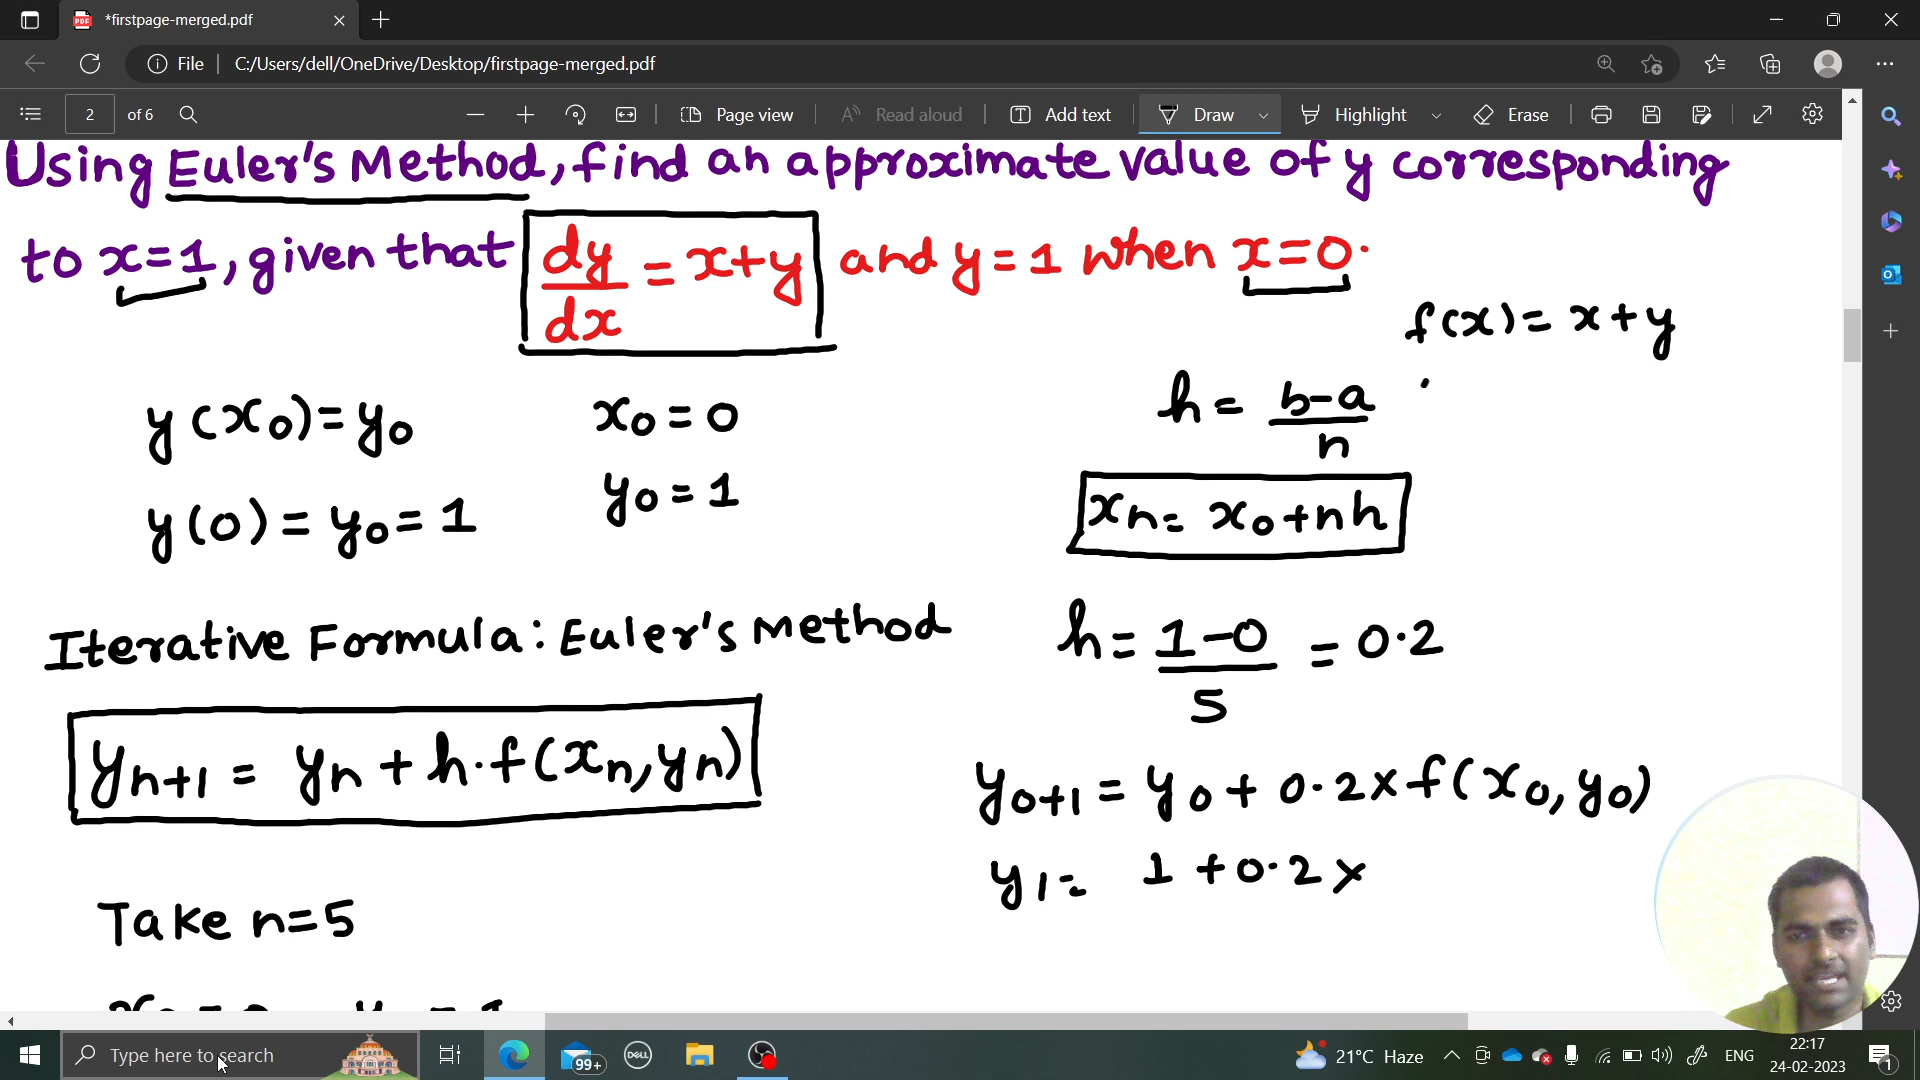 *firstpage-merged.pdf
File C:/Users/dell/OneDrive/Desktop/firstpage-merged.pdf
2 of 6 Page view Read aloud Add text Draw Highlight Erase
Using Euler's Method, find an approximate value of y corresponding
to x=1, given that dy/dx = x+y and y=1 when x=0.
f(x)= x+y
y(x₀)=y₀ x₀=0 h= b-a/n
y(0)=y₀=1 y₀=1 xn= x₀+nh
Iterative Formula: Euler's Method h= 1-0/5 = 0.2
yn+1 = yn + h·f(xn,yn) y₀+1 = y₀+ 0.2×f(x₀,y₀)
y₁= 1 +0.2×
Take n=5
Type here to search
99+
DELL
21°C Haze
ENG
22:17
24-02-2023
1